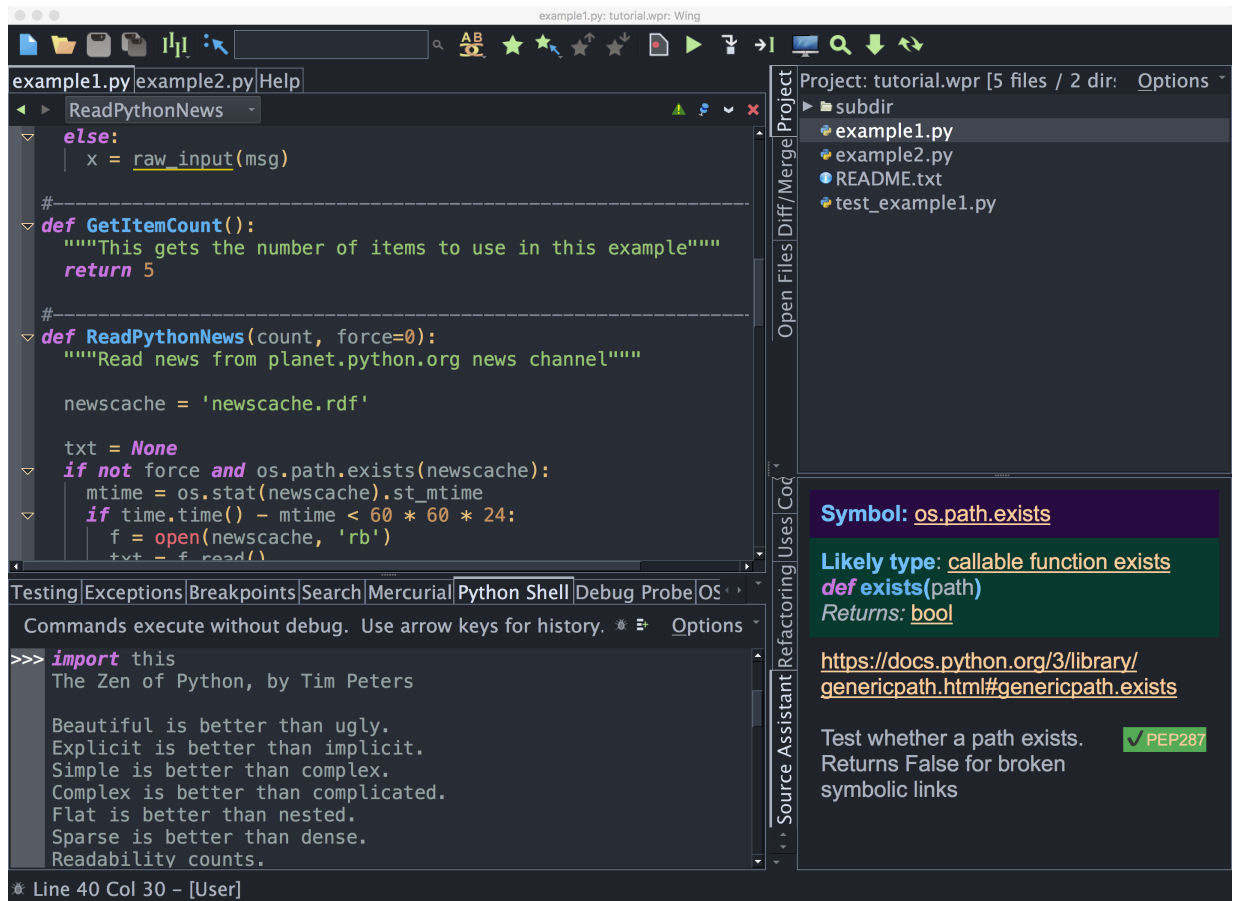 example1.py: tutorial.wpr: Wing
AB
example1.py example2.py Help
ReadPythonNews
else:
x = raw_input(msg)
#------------------------------------------------------------
def GetItemCount():
"""This gets the number of items to use in this example"""
return 5
#------------------------------------------------------------
def ReadPythonNews(count, force=0):
"""Read news from planet.python.org news channel"""
newscache = 'newscache.rdf'
txt = None
if not force and os.path.exists(newscache):
mtime = os.stat(newscache).st_mtime
if time.time() - mtime < 60 * 60 * 24:
f = open(newscache, 'rb')
txt = f.read()
Testing Exceptions Breakpoints Search Mercurial Python Shell Debug Probe OS
Commands execute without debug. Use arrow keys for history. Options
>>> import this
The Zen of Python, by Tim Peters
Beautiful is better than ugly.
Explicit is better than implicit.
Simple is better than complex.
Complex is better than complicated.
Flat is better than nested.
Sparse is better than dense.
Readability counts.
Line 40 Col 30 – [User]
Project
Diff/Merge
Open Files
Project: tutorial.wpr [5 files / 2 dirs Options
subdir
example1.py
example2.py
README.txt
test_example1.py
Uses
Refactoring
Source Assistant
Symbol: os.path.exists
Likely type: callable function exists
def exists(path)
Returns: bool
https://docs.python.org/3/library/
genericpath.html#genericpath.exists
Test whether a path exists. ✓PEP287
Returns False for broken
symbolic links